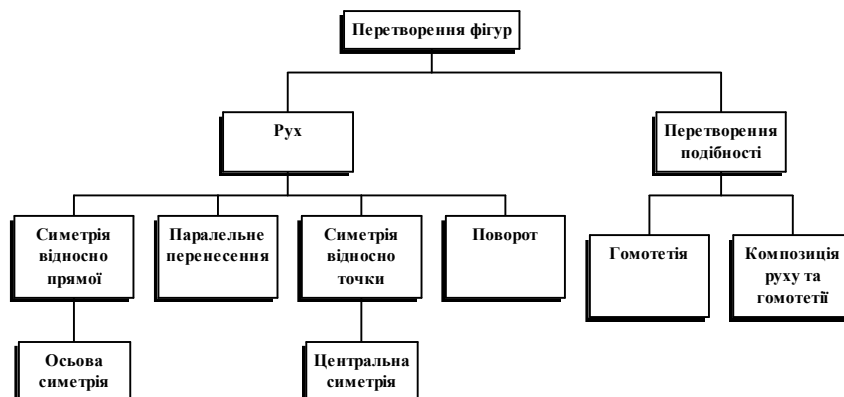 Перетворення фігур
Рух
Перетворення
подібності
Симетрія
відносно
прямої
Паралельне
перенесення
Симетрія
відносно
точки
Поворот
Гомотетія
Композиція
руху та
гомотетії
Осьова
симетрія
Центральна
симетрія